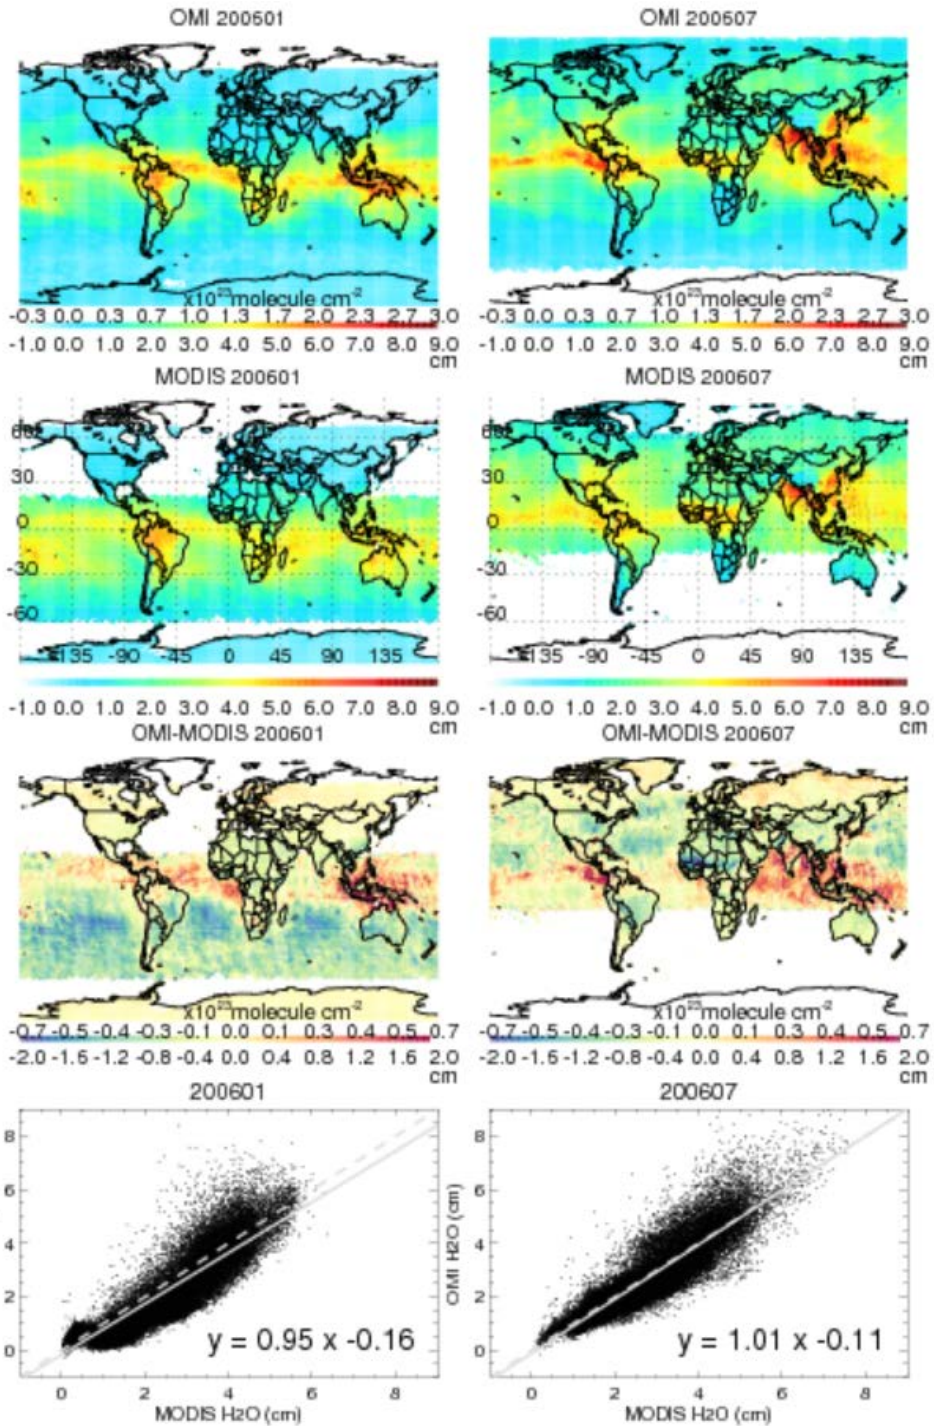 OMI 200601
OMI 200607
x10²³molecule cm⁻²
-0.3 0.0 0.3 0.7 1.0 1.3 1.7 2.0 2.3 2.7 3.0
-1.0 0.0 1.0 2.0 3.0 4.0 5.0 6.0 7.0 8.0 9.0
cm
x10²³molecule cm⁻²
-0.3 0.0 0.3 0.7 1.0 1.3 1.7 2.0 2.3 2.7 3.0
-1.0 0.0 1.0 2.0 3.0 4.0 5.0 6.0 7.0 8.0 9.0
cm
MODIS 200601
MODIS 200607
60
30
0
-30
-60
-135 -90 -45 0 45 90 135
-1.0 0.0 1.0 2.0 3.0 4.0 5.0 6.0 7.0 8.0 9.0
cm
60
30
0
-30
-60
-135 -90 -45 0 45 90 135
-1.0 0.0 1.0 2.0 3.0 4.0 5.0 6.0 7.0 8.0 9.0
cm
OMI-MODIS 200601
OMI-MODIS 200607
x10²³molecule cm⁻²
-0.7 -0.5 -0.4 -0.3 -0.1 0.0 0.1 0.3 0.4 0.5 0.7
-2.0 -1.6 -1.2 -0.8 -0.4 0.0 0.4 0.8 1.2 1.6 2.0
cm
x10²³molecule cm⁻²
-0.7 -0.5 -0.4 -0.3 -0.1 0.0 0.1 0.3 0.4 0.5 0.7
-2.0 -1.6 -1.2 -0.8 -0.4 0.0 0.4 0.8 1.2 1.6 2.0
cm
200601
200607
8
6
4
2
0
y = 0.95 x -0.16
0 2 4 6 8
MODIS H2O (cm)
OMI H2O (cm)
8
6
4
2
0
y = 1.01 x -0.11
0 2 4 6 8
MODIS H2O (cm)